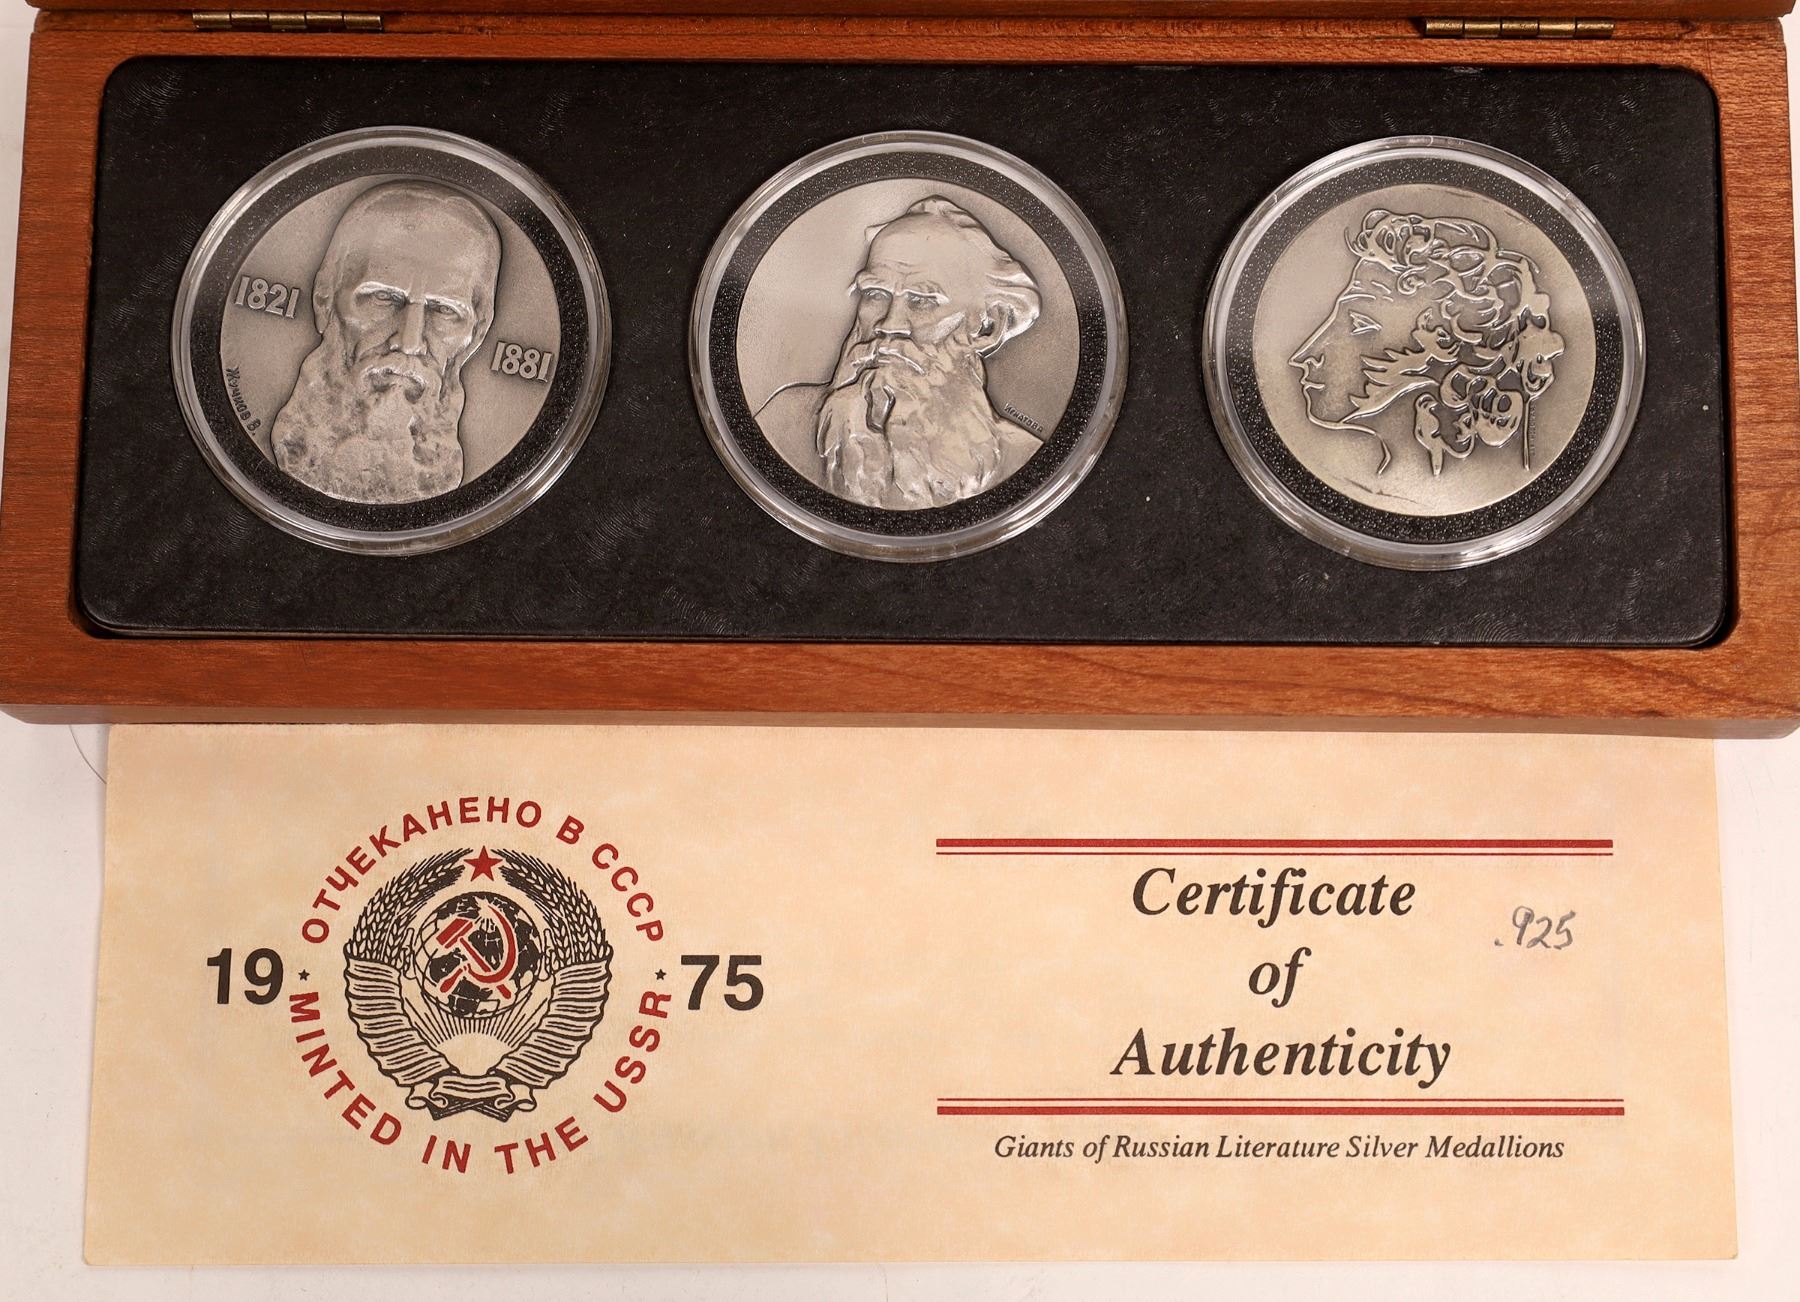 1821
1881
Жучков В.
ОТЧЕКАНЕНО В СССР
19 75
MINTED IN THE USSR
Certificate
of
Authenticity
.925
Giants of Russian Literature Silver Medallions